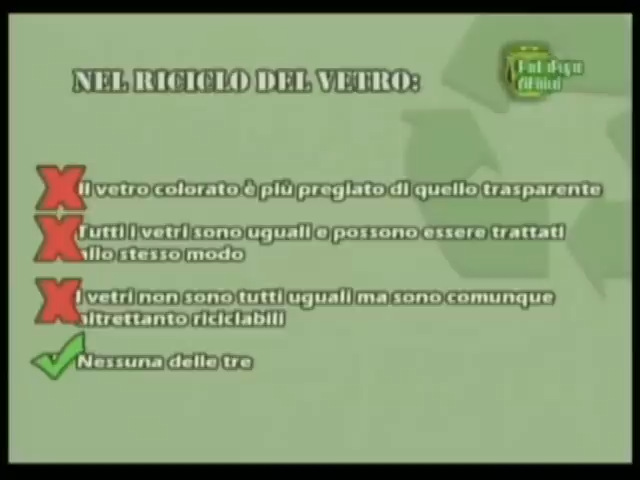 NEL RICICLO DEL VETRO:
Il vetro colorato è più pregiato di quello trasparente
Tutti i vetri sono uguali e possono essere trattati
allo stesso modo
I vetri non sono tutti uguali ma sono comunque
altrettanto riciclabili
Nessuna delle tre